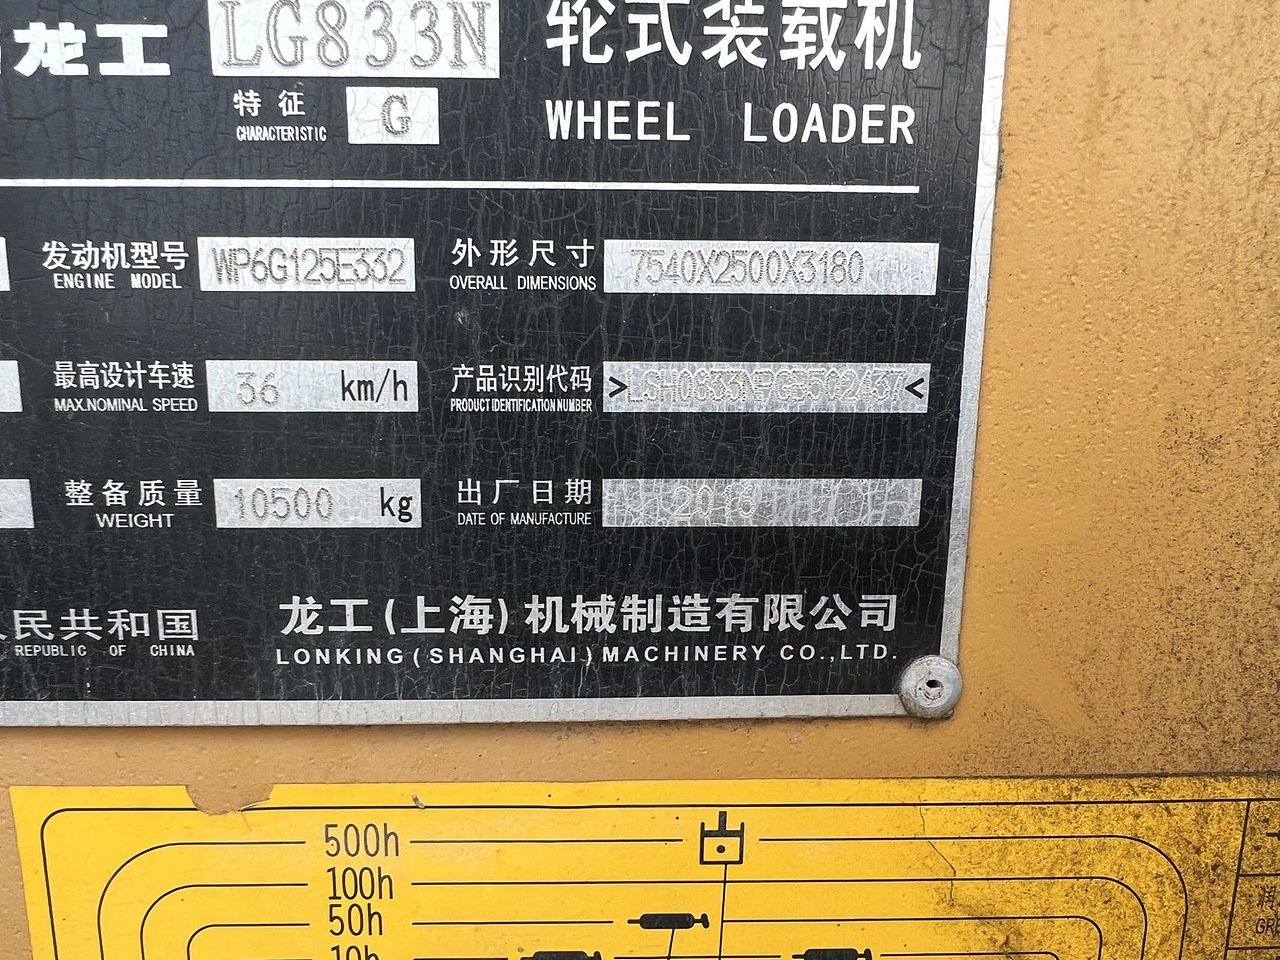 龙工 LG833N 轮式装载机
特征 G
CHARACTERISTIC
WHEEL LOADER
发动机型号 WP6G125E332
ENGINE MODEL
外形尺寸 7540X2500X3180
OVERALL DIMENSIONS
最高设计车速 36 km/h
MAX.NOMINAL SPEED
产品识别代码
PRODUCT IDENTIFICATION NUMBER
整备质量 10500 kg
WEIGHT
出厂日期 2016
DATE OF MANUFACTURE
民共和国
REPUBLIC OF CHINA
龙工(上海)机械制造有限公司
LONKING(SHANGHAI)MACHINERY CO.,LTD.
500h
100h
50h
10h